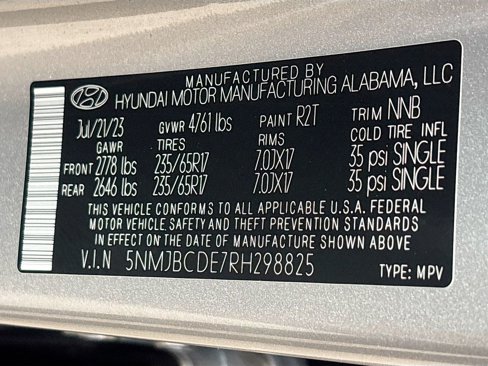 MANUFACTURED BY
HYUNDAI MOTOR MANUFACTURING ALABAMA, LLC
Jul/21/23 GVWR 4761 lbs PAINT R2T TRIM NNB
GAWR TIRES RIMS COLD TIRE INFL
FRONT 2778 lbs 235/65R17 7.0JX17 35 psi SINGLE
REAR 2646 lbs 235/65R17 7.0JX17 35 psi SINGLE
THIS VEHICLE CONFORMS TO ALL APPLICABLE U.S.A. FEDERAL
MOTOR VEHICLE SAFETY AND THEFT PREVENTION STANDARDS
IN EFFECT ON THE DATE OF MANUFACTURE SHOWN ABOVE
V.I.N 5NMJBCDE7RH298825 TYPE: MPV